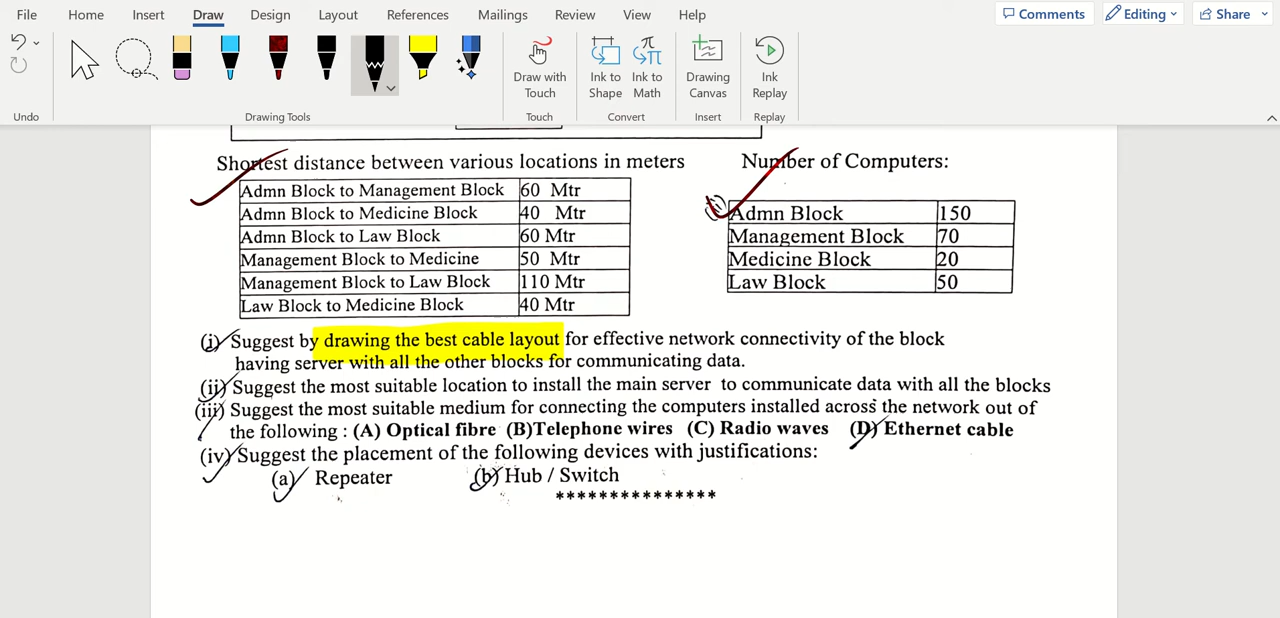 File Home Insert Draw Design Layout References Mailings Review View Help Comments Editing Share
Draw with Touch
Ink to Shape
Ink to Math
Drawing Canvas
Ink Replay
Undo Drawing Tools Touch Convert Insert Replay
Shortest distance between various locations in meters
Admn Block to Management Block 60 Mtr
Admn Block to Medicine Block 40 Mtr
Admn Block to Law Block 60 Mtr
Management Block to Medicine 50 Mtr
Management Block to Law Block 110 Mtr
Law Block to Medicine Block 40 Mtr
Number of Computers:
Admn Block 150
Management Block 70
Medicine Block 20
Law Block 50
(i) Suggest by drawing the best cable layout for effective network connectivity of the block
having server with all the other blocks for communicating data.
(ii) Suggest the most suitable location to install the main server to communicate data with all the blocks
(iii) Suggest the most suitable medium for connecting the computers installed across the network out of
the following : (A) Optical fibre (B)Telephone wires (C) Radio waves (D) Ethernet cable
(iv) Suggest the placement of the following devices with justifications:
(a) Repeater (b) Hub / Switch
***************